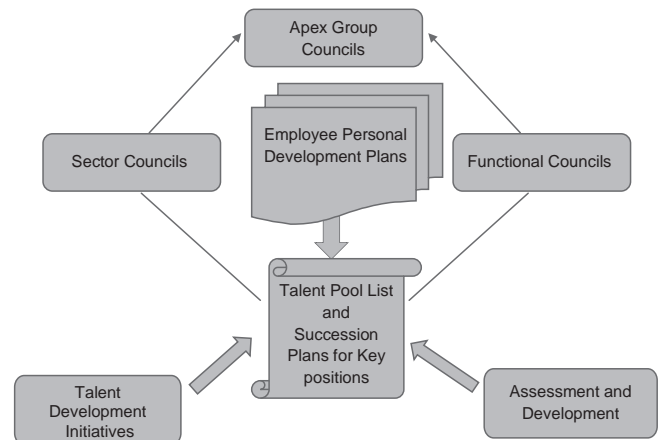 Apex Group
Councils
Employee Personal
Development Plans
Sector Councils
Functional Councils
Talent Pool List
and
Succession
Plans for Key
positions
Talent
Development
Initiatives
Assessment and
Development